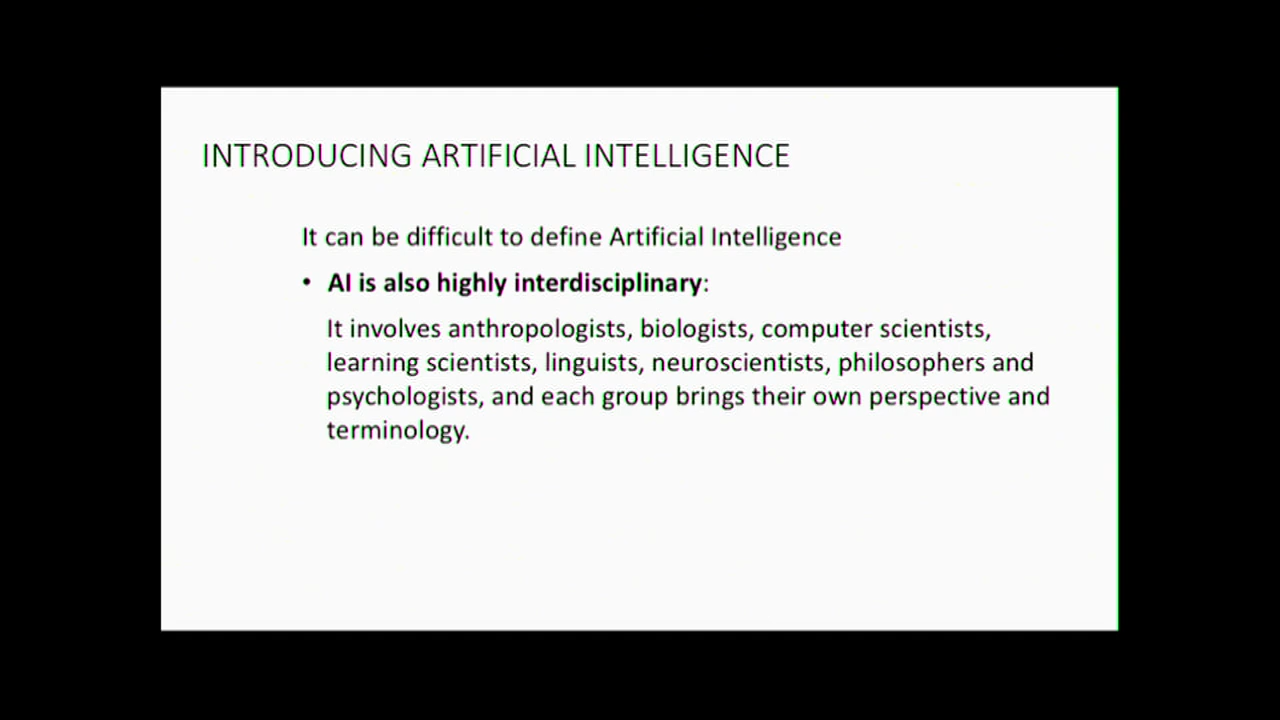 INTRODUCING ARTIFICIAL INTELLIGENCE
It can be difficult to define Artificial Intelligence
• AI is also highly interdisciplinary:
It involves anthropologists, biologists, computer scientists,
learning scientists, linguists, neuroscientists, philosophers and
psychologists, and each group brings their own perspective and
terminology.